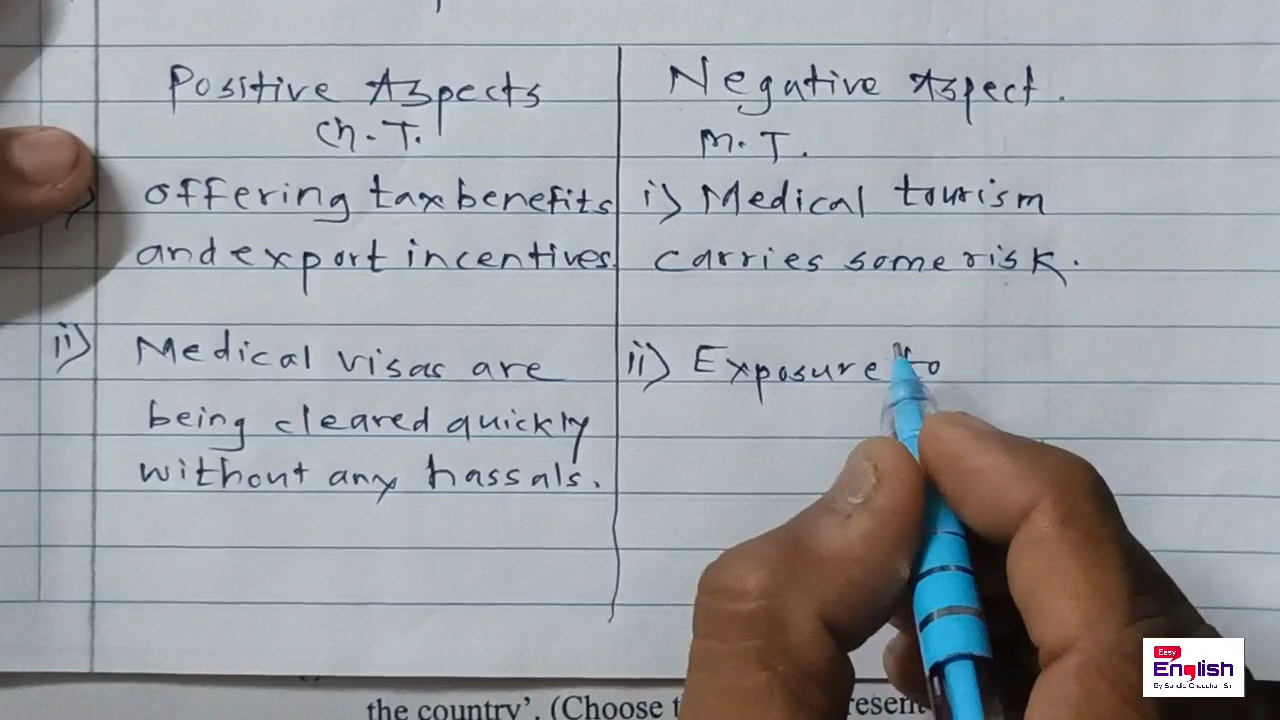 Positive Aspects
Ch. T.
offering tax benefits
and export incentives.
ii) Medical visas are
being cleared quickly
without any hassals.
Negative Aspect.
M. T.
i) Medical tourism
carries some risk.
ii) Exposure to
the country’. (Choose
Easy
English